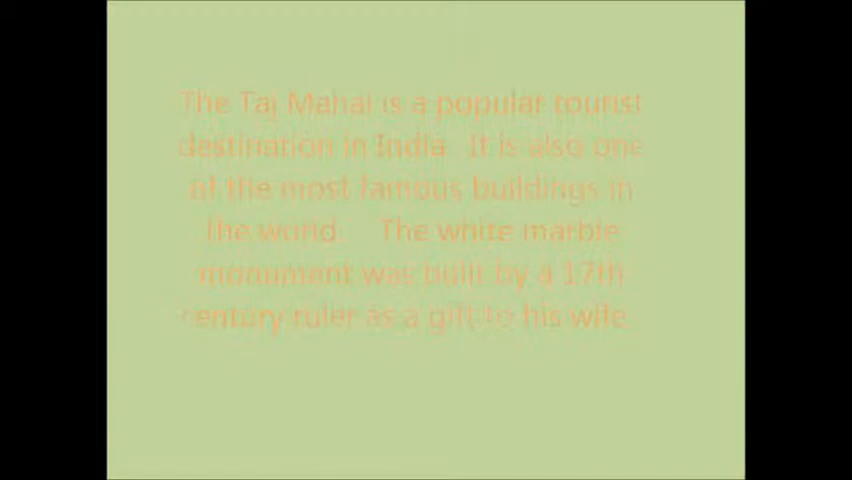 The Taj Mahal is a popular tourist
destination in India. It is also one
of the most famous buildings in
the world. The white marble
monument was built by a 17th
century ruler as a gift to his wife.